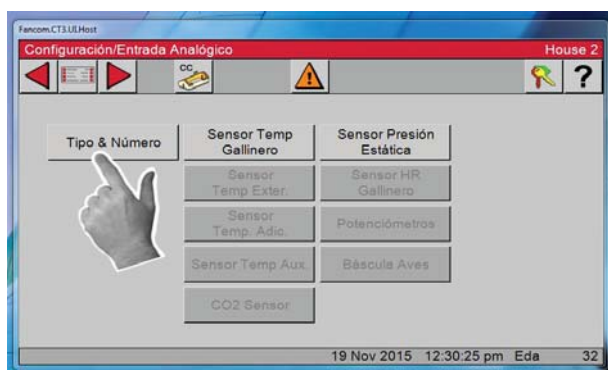 Fancom.CT3.UI.Host
Configuración/Entrada Analógico House 2
CC
?
Tipo & Número
Sensor Temp
Gallinero
Sensor Presión
Estática
Sensor
Temp Exter.
Sensor HR
Gallinero
Sensor
Temp. Adic.
Potenciómetros
Sensor Temp Aux.
Báscula Aves
CO2 Sensor
19 Nov 2015 12:30:25 pm Eda 32